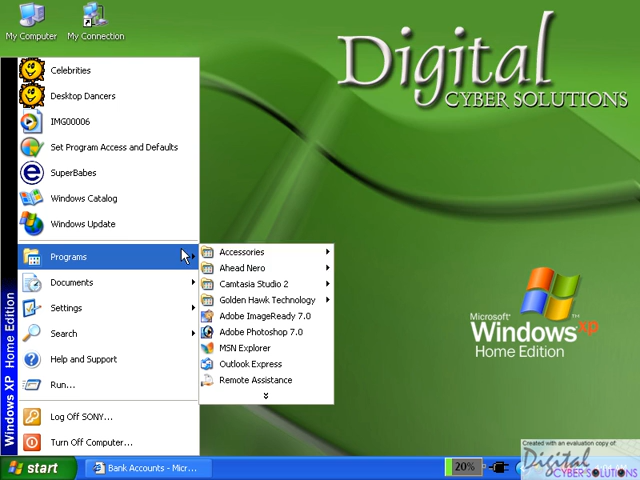 My Computer
My Connection
Digital
CYBER SOLUTIONS
Celebrities
Desktop Dancers
IMG00006
Set Program Access and Defaults
SuperBabes
Windows Catalog
Windows Update
Programs
Documents
Settings
Search
Help and Support
Run...
Log Off SONY...
Turn Off Computer...
Windows XP Home Edition
Accessories
Ahead Nero
Camtasia Studio 2
Golden Hawk Technology
Adobe ImageReady 7.0
Adobe Photoshop 7.0
MSN Explorer
Outlook Express
Remote Assistance
Microsoft®
Windows xp
TM
Home Edition
start
Bank Accounts - Micr...
20%
Created with an evaluation copy of
Digital
CYBER SOLUTIONS